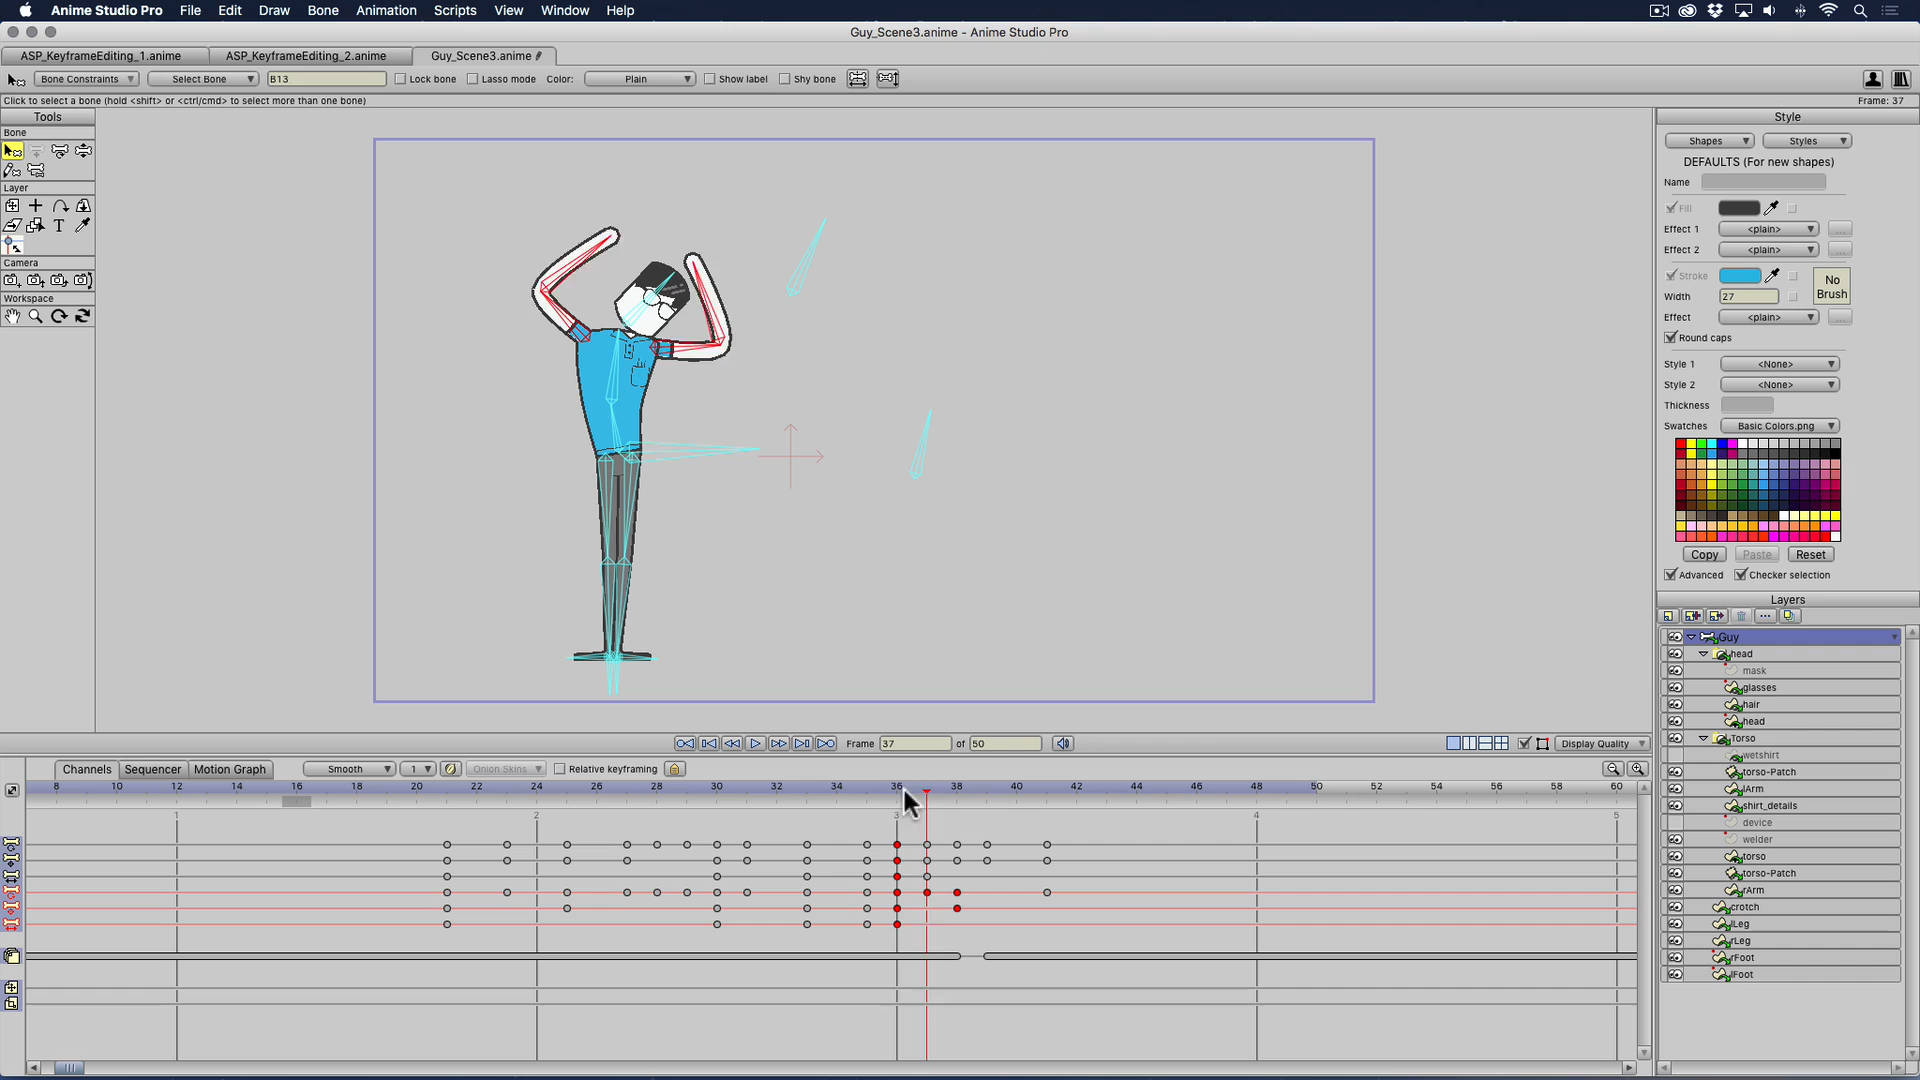 Anime Studio Pro File Edit Draw Bone Animation Scripts View Window Help
Guy_Scene3.anime - Anime Studio Pro
ASP_KeyframeEditing_1.anime ASP_KeyframeEditing_2.anime Guy_Scene3.anime
Bone Constraints Select Bone B13 Lock bone Lasso mode Color: Plain Show label Shy bone
Click to select a bone (hold <shift> or <ctrl/cmd> to select more than one bone) Frame: 37
Tools
Bone
Layer
Camera
Workspace
Style
Shapes Styles
DEFAULTS (For new shapes)
Name
Fill
Effect 1 <plain> ...
Effect 2 <plain> ...
Stroke
No Brush
Width 27
Effect <plain> ...
Round caps
Style 1 <None>
Style 2 <None>
Thickness
Swatches Basic Colors.png
Copy Paste Reset
Advanced Checker selection
Layers
Guy
head
mask
glasses
hair
head
Torso
wetshirt
torso-Patch
lArm
shirt_details
device
welder
torso
torso-Patch
rArm
crotch
lLeg
rLeg
rFoot
lFoot
Frame 37 of 50 Display Quality
Channels Sequencer Motion Graph Smooth 1 Onion Skins Relative keyframing
8 10 12 14 16 18 20 22 24 26 28 30 32 34 36 38 40 42 44 46 48 50 52 54 56 58 60
1 2 3 4 5